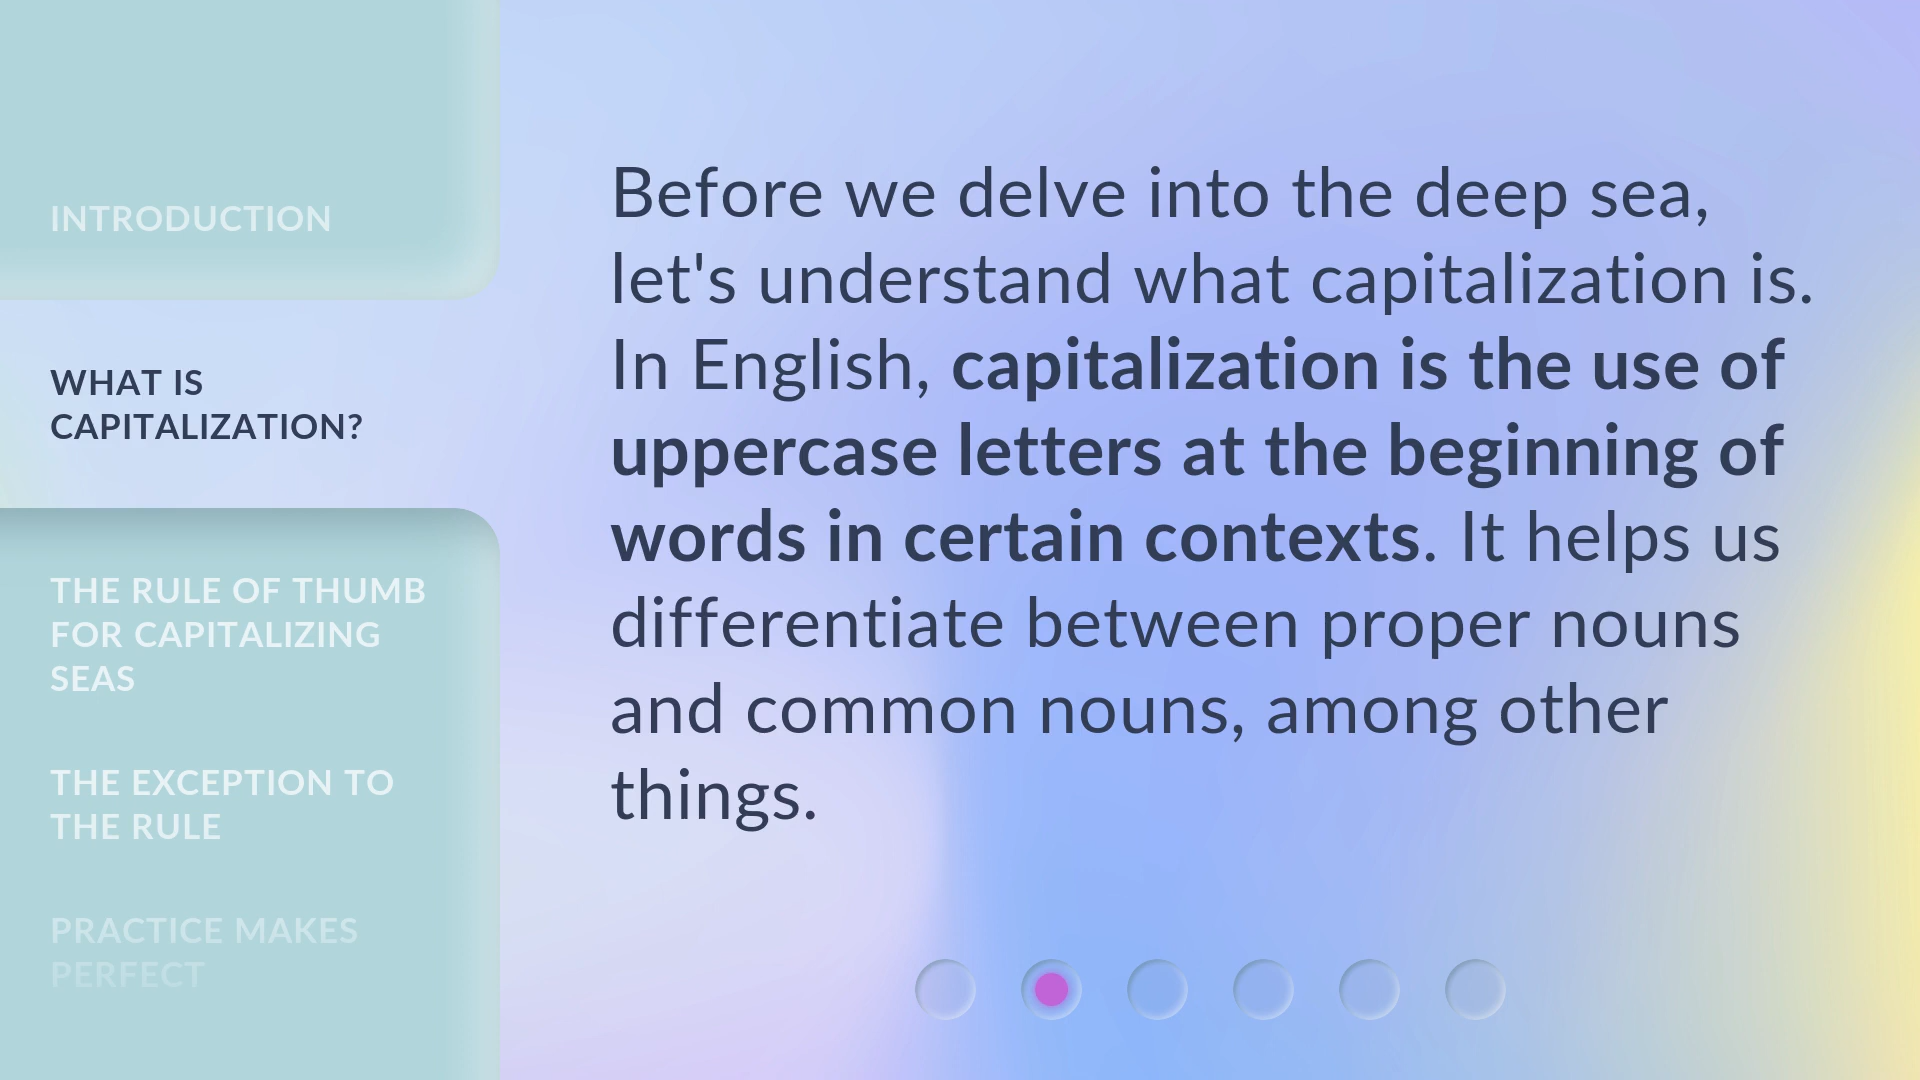 INTRODUCTION
WHAT IS
CAPITALIZATION?
THE RULE OF THUMB
FOR CAPITALIZING
SEAS
THE EXCEPTION TO
THE RULE
PRACTICE MAKES
PERFECT
Before we delve into the deep sea,
let's understand what capitalization is.
In English, capitalization is the use of
uppercase letters at the beginning of
words in certain contexts. It helps us
differentiate between proper nouns
and common nouns, among other
things.